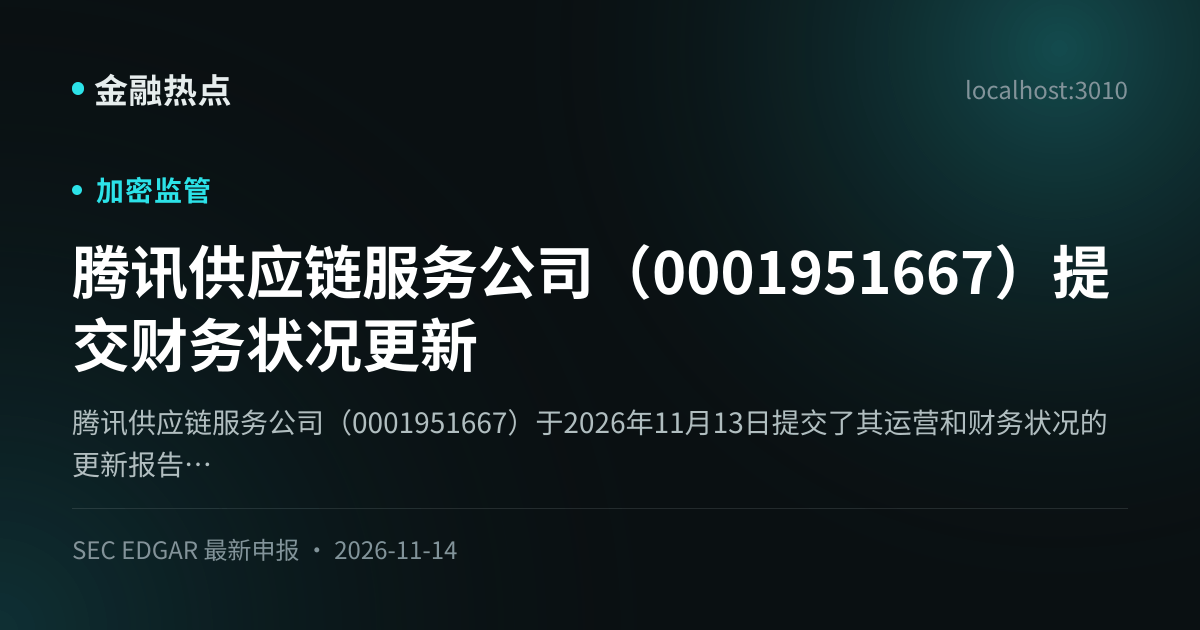 金融热点
localhost:3010
加密监管
腾讯供应链服务公司（0001951667）提
交财务状况更新
腾讯供应链服务公司（0001951667）于2026年11月13日提交了其运营和财务状况的
更新报告…
SEC EDGAR 最新申报 · 2026-11-14